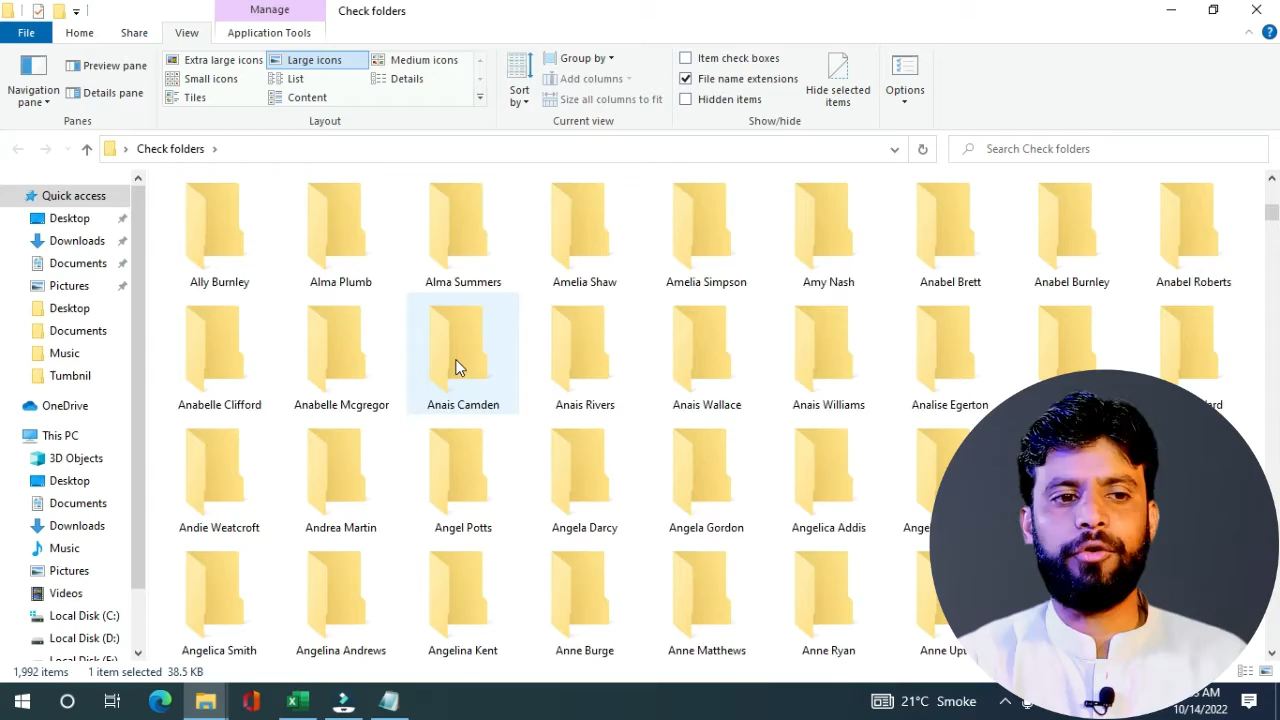 Manage
Check folders
File
Home
Share
View
Application Tools
Navigation pane
Preview pane
Details pane
Panes
Extra large icons
Large icons
Medium icons
Small icons
List
Details
Tiles
Content
Layout
Sort by
Group by
Add columns
Size all columns to fit
Current view
Item check boxes
File name extensions
Hidden items
Hide selected items
Show/hide
Options
Check folders
Search Check folders
Quick access
Desktop
Downloads
Documents
Pictures
Desktop
Documents
Music
Tumbnil
OneDrive
This PC
3D Objects
Desktop
Documents
Downloads
Music
Pictures
Videos
Local Disk (C:)
Local Disk (D:)
Ally Burnley
Alma Plumb
Alma Summers
Amelia Shaw
Amelia Simpson
Amy Nash
Anabel Brett
Anabel Burnley
Anabel Roberts
Anabelle Clifford
Anabelle Mcgregor
Anais Camden
Anais Rivers
Anais Wallace
Anais Williams
Analise Egerton
Andie Weatcroft
Andrea Martin
Angel Potts
Angela Darcy
Angela Gordon
Angelica Addis
Angelica Smith
Angelina Andrews
Angelina Kent
Anne Burge
Anne Matthews
Anne Ryan
Anne
1,992 items
1 item selected 38.5 KB
21°C Smoke
AM
10/14/2022